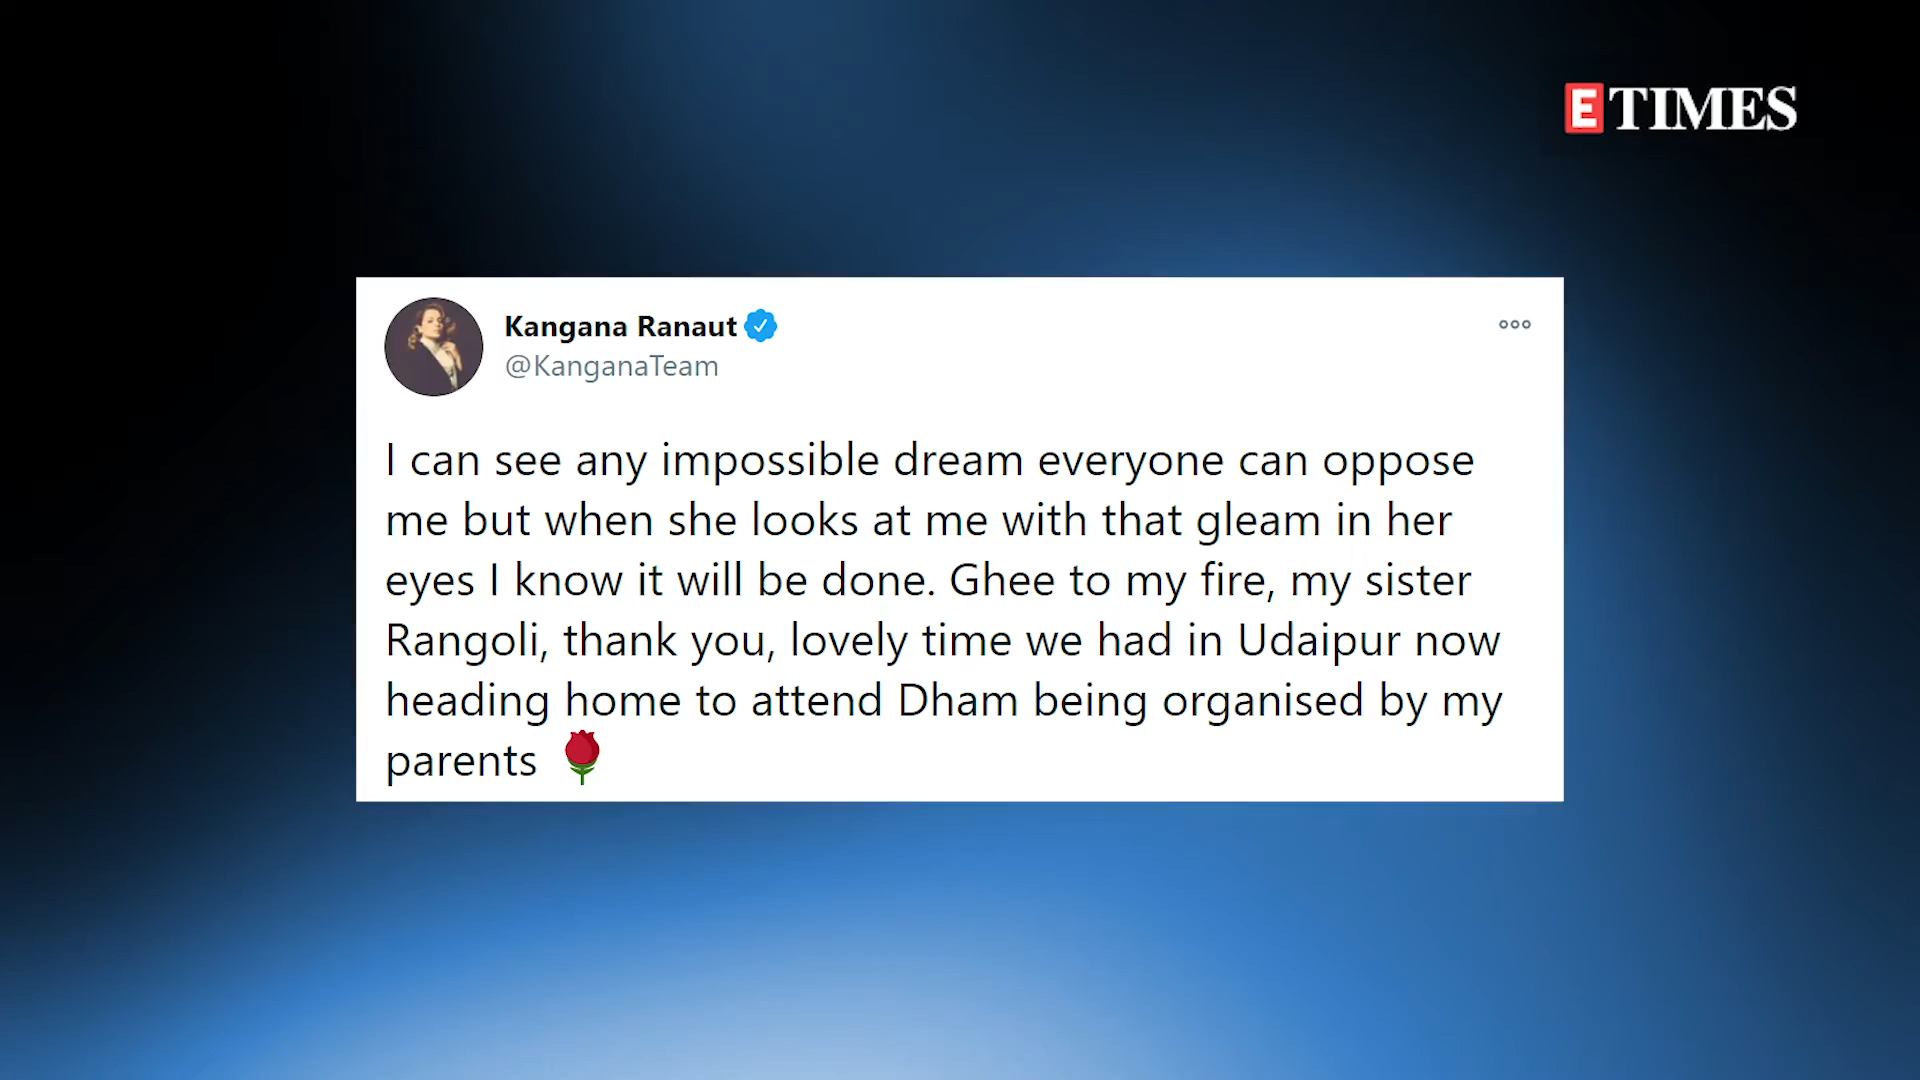 E TIMES
Kangana Ranaut
@KanganaTeam
I can see any impossible dream everyone can oppose
me but when she looks at me with that gleam in her
eyes I know it will be done. Ghee to my fire, my sister
Rangoli, thank you, lovely time we had in Udaipur now
heading home to attend Dham being organised by my
parents 🌹